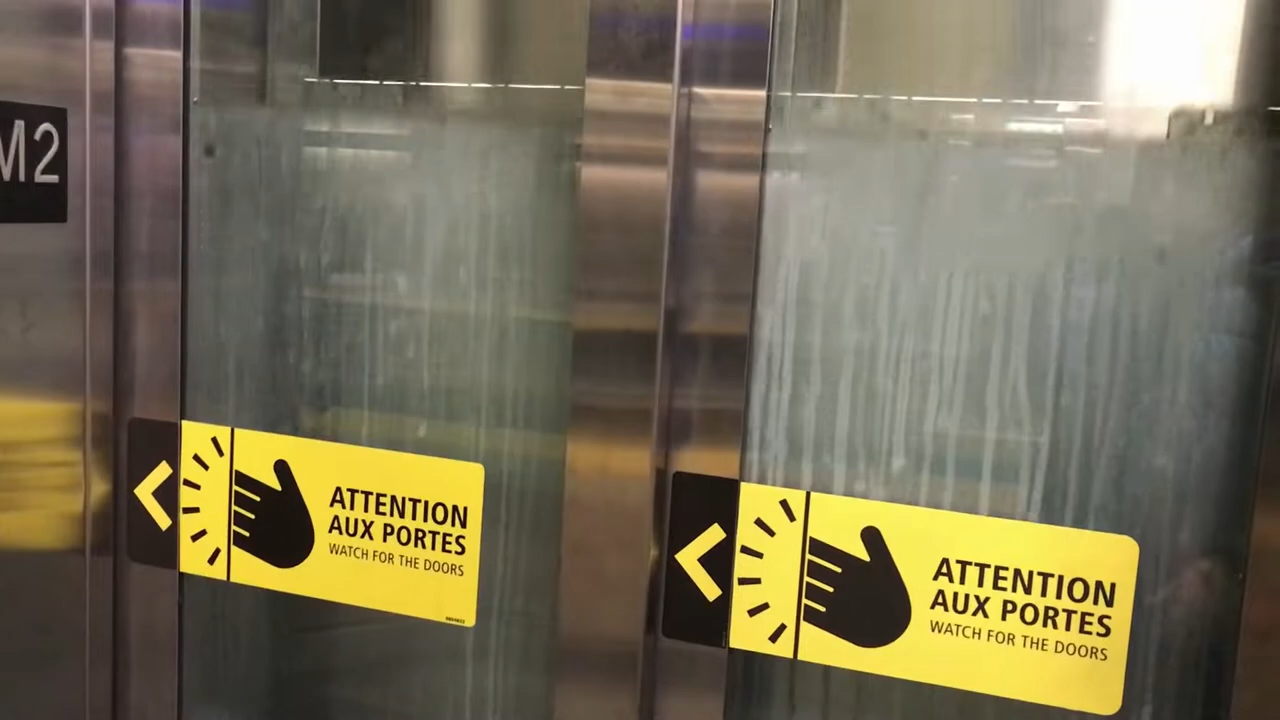 M2
ATTENTION
AUX PORTES
WATCH FOR THE DOORS
ATTENTION
AUX PORTES
WATCH FOR THE DOORS